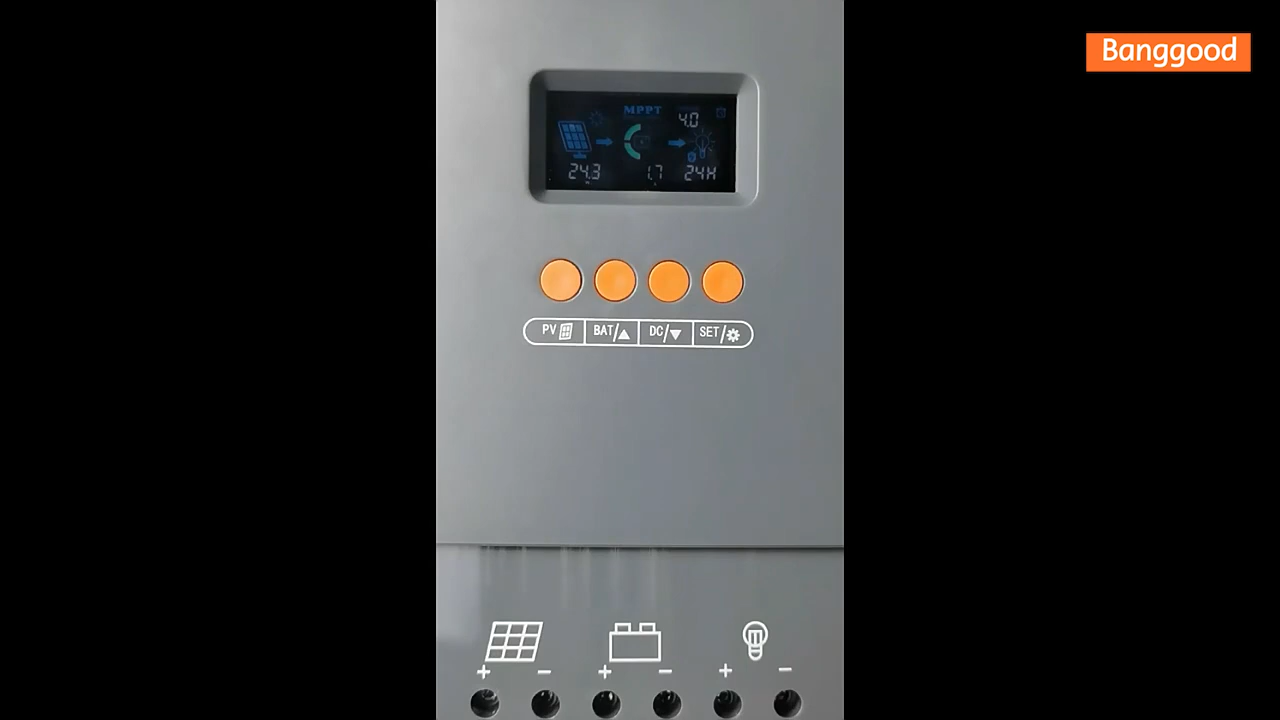 Banggood
MPPT
4.0
24.3
1.7
24H
PV
BAT/▲
DC/▼
SET/
+ − + − + −